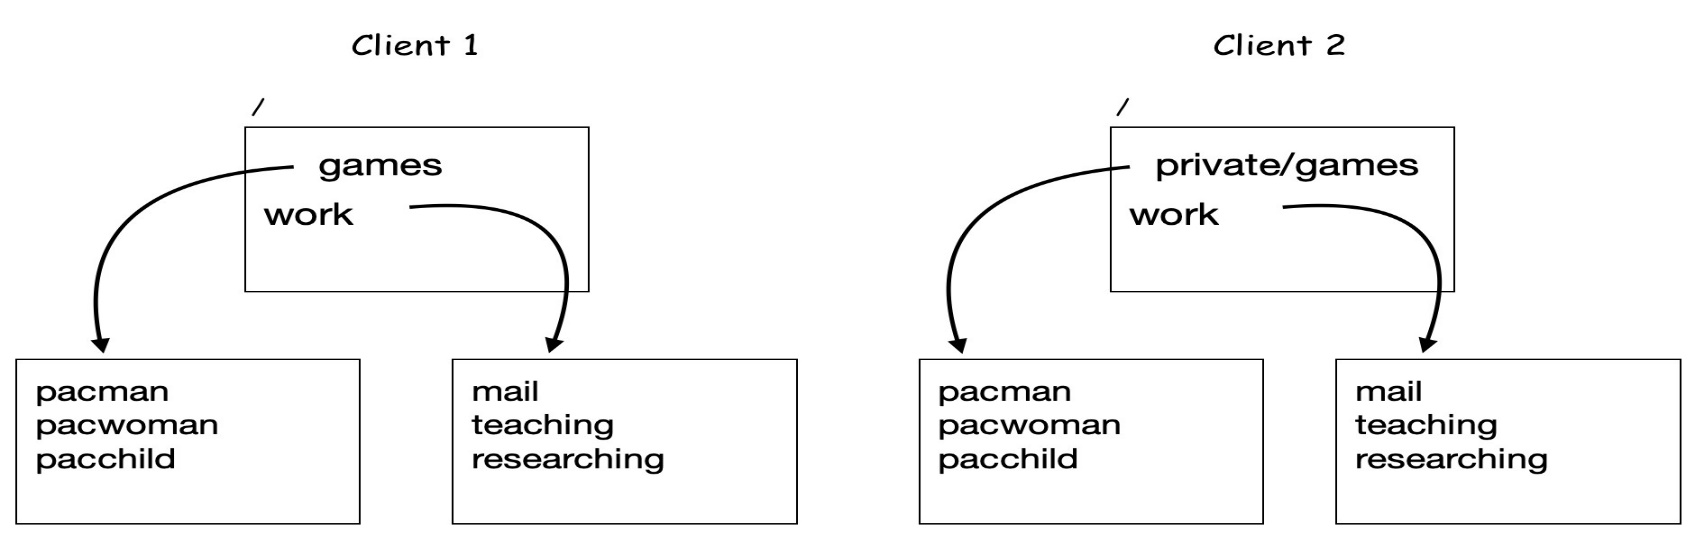 Client 1
/
games
work
pacman
pacwoman
pacchild
mail
teaching
researching
Client 2
/
private/games
work
pacman
pacwoman
pacchild
mail
teaching
researching